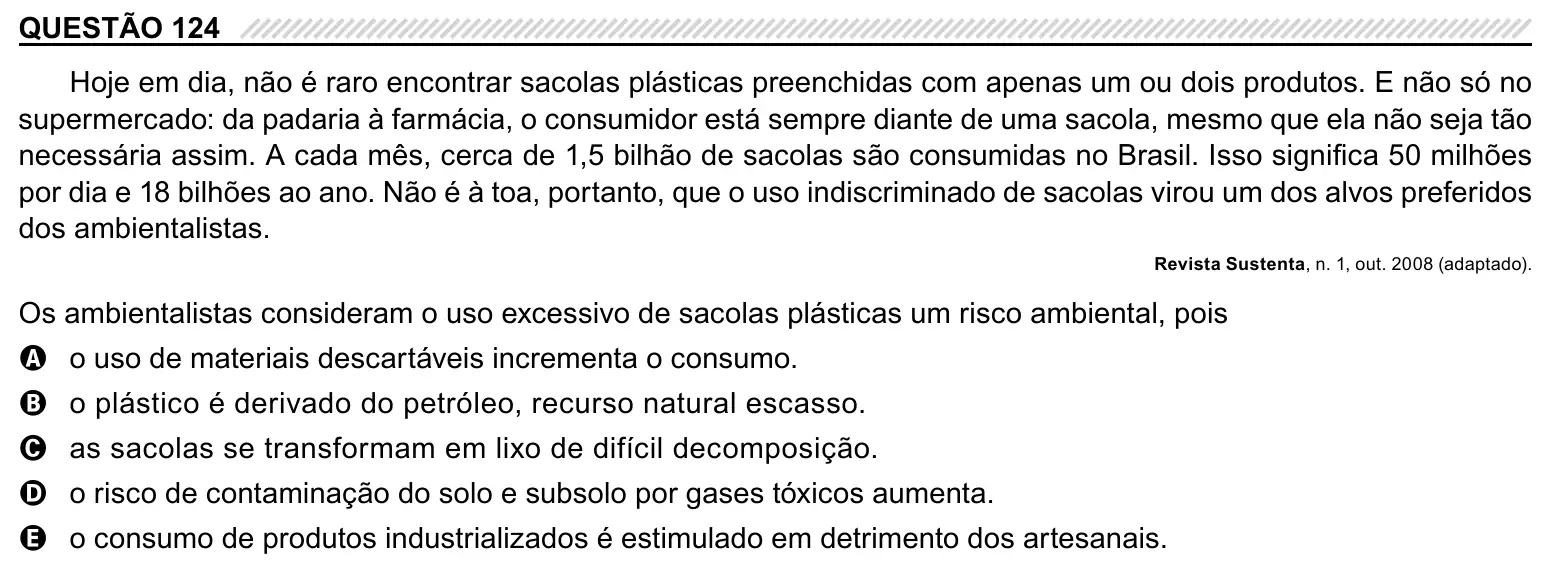 QUESTÃO 124
Hoje em dia, não é raro encontrar sacolas plásticas preenchidas com apenas um ou dois produtos. E não só no
supermercado: da padaria à farmácia, o consumidor está sempre diante de uma sacola, mesmo que ela não seja tão
necessária assim. A cada mês, cerca de 1,5 bilhão de sacolas são consumidas no Brasil. Isso significa 50 milhões
por dia e 18 bilhões ao ano. Não é à toa, portanto, que o uso indiscriminado de sacolas virou um dos alvos preferidos
dos ambientalistas.
Revista Sustenta, n. 1, out. 2008 (adaptado).
Os ambientalistas consideram o uso excessivo de sacolas plásticas um risco ambiental, pois
A o uso de materiais descartáveis incrementa o consumo.
B o plástico é derivado do petróleo, recurso natural escasso.
C as sacolas se transformam em lixo de difícil decomposição.
D o risco de contaminação do solo e subsolo por gases tóxicos aumenta.
E o consumo de produtos industrializados é estimulado em detrimento dos artesanais.